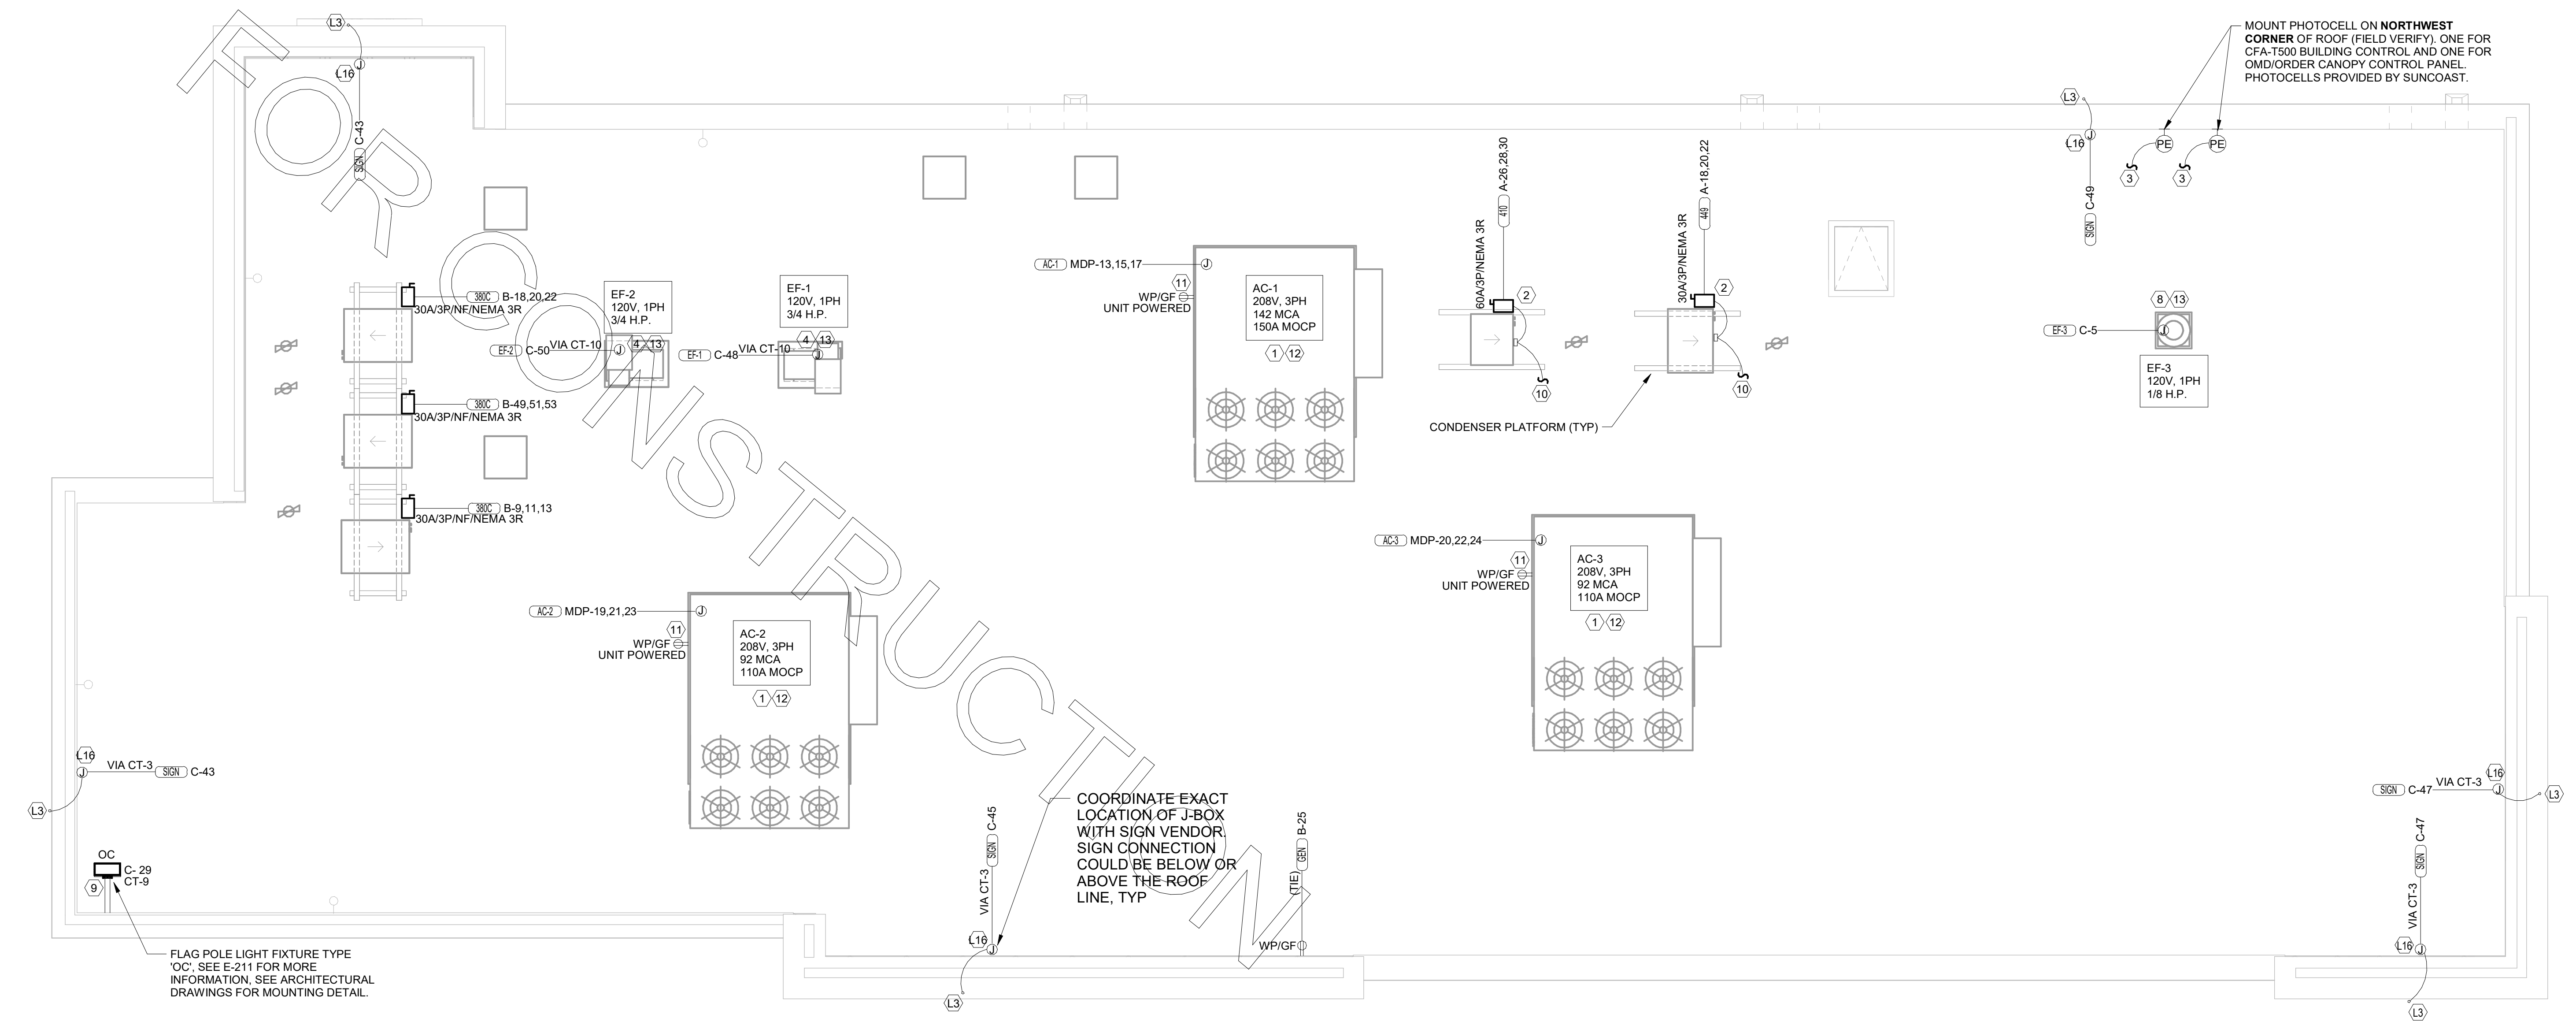 L3
J
L16
SIGN C-43
MOUNT PHOTOCELL ON NORTHWEST
CORNER OF ROOF (FIELD VERIFY). ONE FOR
CFA-T500 BUILDING CONTROL AND ONE FOR
OMD/ORDER CANOPY CONTROL PANEL.
PHOTOCELLS PROVIDED BY SUNCOAST.
L3
J
L16
SIGN C-49
PE
PE
3
3
410 A-26,28,30
60A/3P/NEMA 3R
2
10
449 A-18,20,22
30A/3P/NEMA 3R
2
10
CONDENSER PLATFORM (TYP)
380C B-18,20,22
30A/3P/NF/NEMA 3R
380C B-49,51,53
30A/3P/NF/NEMA 3R
380C B-9,11,13
30A/3P/NF/NEMA 3R
EF-2
120V, 1PH
3/4 H.P.
EF-2 C-50 VIA CT-10 J
4 13
EF-1
120V, 1PH
3/4 H.P.
EF-1 C-48 VIA CT-10 J
4 13
AC-1 MDP-13,15,17 J
11
WP/GF
UNIT POWERED
AC-1
208V, 3PH
142 MCA
150A MOCP
1 12
8 13
EF-3 C-5 J
EF-3
120V, 1PH
1/8 H.P.
AC-3 MDP-20,22,24 J
11
WP/GF
UNIT POWERED
AC-3
208V, 3PH
92 MCA
110A MOCP
1 12
AC-2 MDP-19,21,23 J
11
WP/GF
UNIT POWERED
AC-2
208V, 3PH
92 MCA
110A MOCP
1 12
L16
J VIA CT-3 SIGN C-43
L3
OC
C- 29
CT-9
9
FLAG POLE LIGHT FIXTURE TYPE
'OC', SEE E-211 FOR MORE
INFORMATION, SEE ARCHITECTURAL
DRAWINGS FOR MOUNTING DETAIL.
VIA CT-3 SIGN C-45
L16
J
L3
COORDINATE EXACT
LOCATION OF J-BOX
WITH SIGN VENDOR.
SIGN CONNECTION
COULD BE BELOW OR
ABOVE THE ROOF
LINE, TYP
(TIE) GEN B-25
WP/GF
SIGN C-47 VIA CT-3 J
L16
L3
VIA CT-3 SIGN C-47
L16
J
L3
FOR CONSTRUCTION